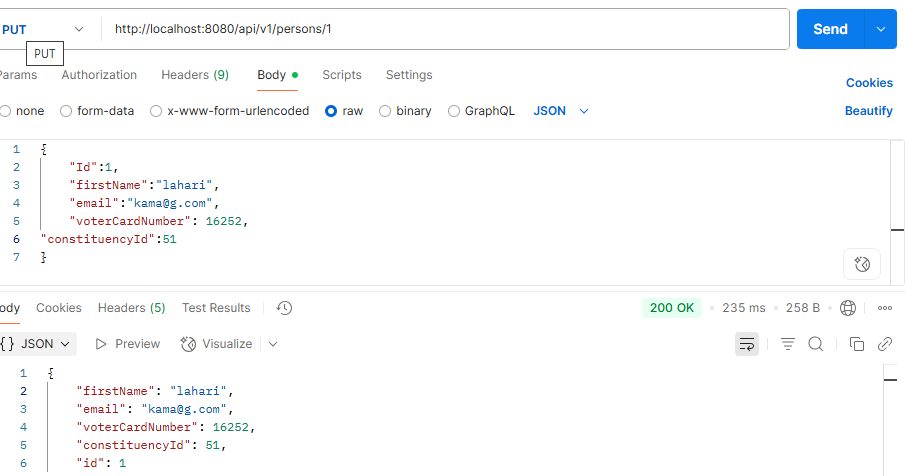 PUT http://localhost:8080/api/v1/persons/1 Send
PUT
Params Authorization Headers (9) Body Scripts Settings Cookies
none form-data x-www-form-urlencoded raw binary GraphQL JSON Beautify
1 {
2 "Id":1,
3 "firstName":"lahari",
4 "email":"kama@g.com",
5 "voterCardNumber": 16252,
6 "constituencyId":51
7 }
ody Cookies Headers (5) Test Results 200 OK 235 ms 258 B
{} JSON Preview Visualize
1 {
2 "firstName": "lahari",
3 "email": "kama@g.com",
4 "voterCardNumber": 16252,
5 "constituencyId": 51,
6 "id": 1